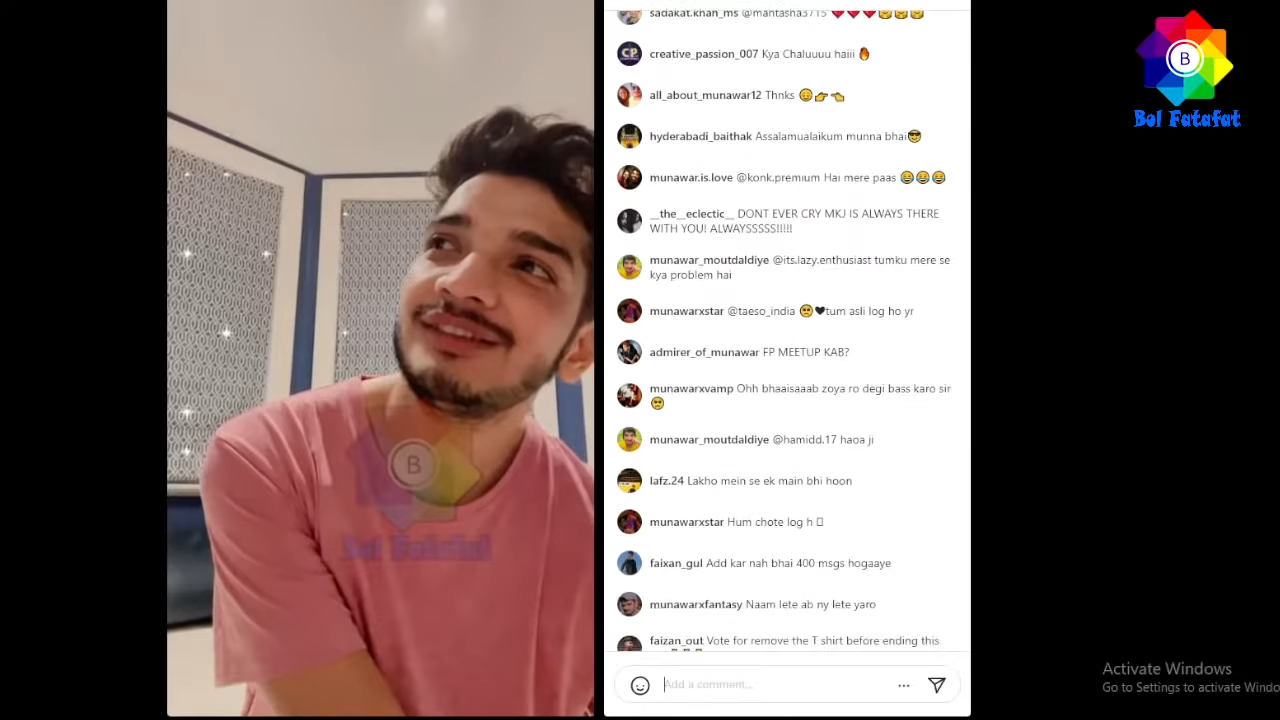 sadakat.khan_ms @mahtasha3715 ❤❤❤🤗🤗🤗
creative_passion_007 Kya Chaluuuu haiii 🔥
all_about_munawar12 Thnks 😑👉👈
hyderabadi_baithak Assalamualaikum munna bhai😎
munawar.is.love @konk.premium Hai mere paas 😂😂😂
__the__eclectic__ DONT EVER CRY MKJ IS ALWAYS THERE
WITH YOU! ALWAYSSSSS!!!!!
munawar_moutdaldiye @its.lazy.enthusiast tumku mere se
kya problem hai
munawarxstar @taeso_india 🥺🖤tum asli log ho yr
admirer_of_munawar FP MEETUP KAB?
munawarxvamp Ohh bhaaisaaab zoya ro degi bass karo sir
🥺
munawar_moutdaldiye @hamidd.17 haoa ji
lafz.24 Lakho mein se ek main bhi hoon
munawarxstar Hum chote log h
faixan_gul Add kar nah bhai 400 msgs hogaaye
munawarxfantasy Naam lete ab ny lete yaro
faizan_out Vote for remove the T shirt before ending this
Add a comment...
B
Bol Fatafat
B
Bol Fatafat
CP
Activate Windows
Go to Settings to activate Windo